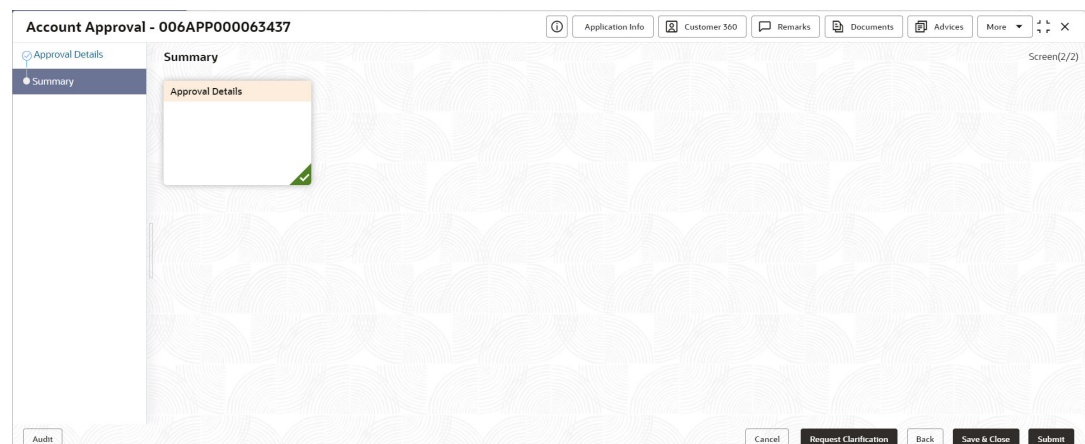 Account Approval - 006APP000063437
Application Info
Customer 360
Remarks
Documents
Advices
More
Approval Details
Summary
Summary
Screen(2/2)
Approval Details
Audit
Cancel
Request Clarification
Back
Save & Close
Submit